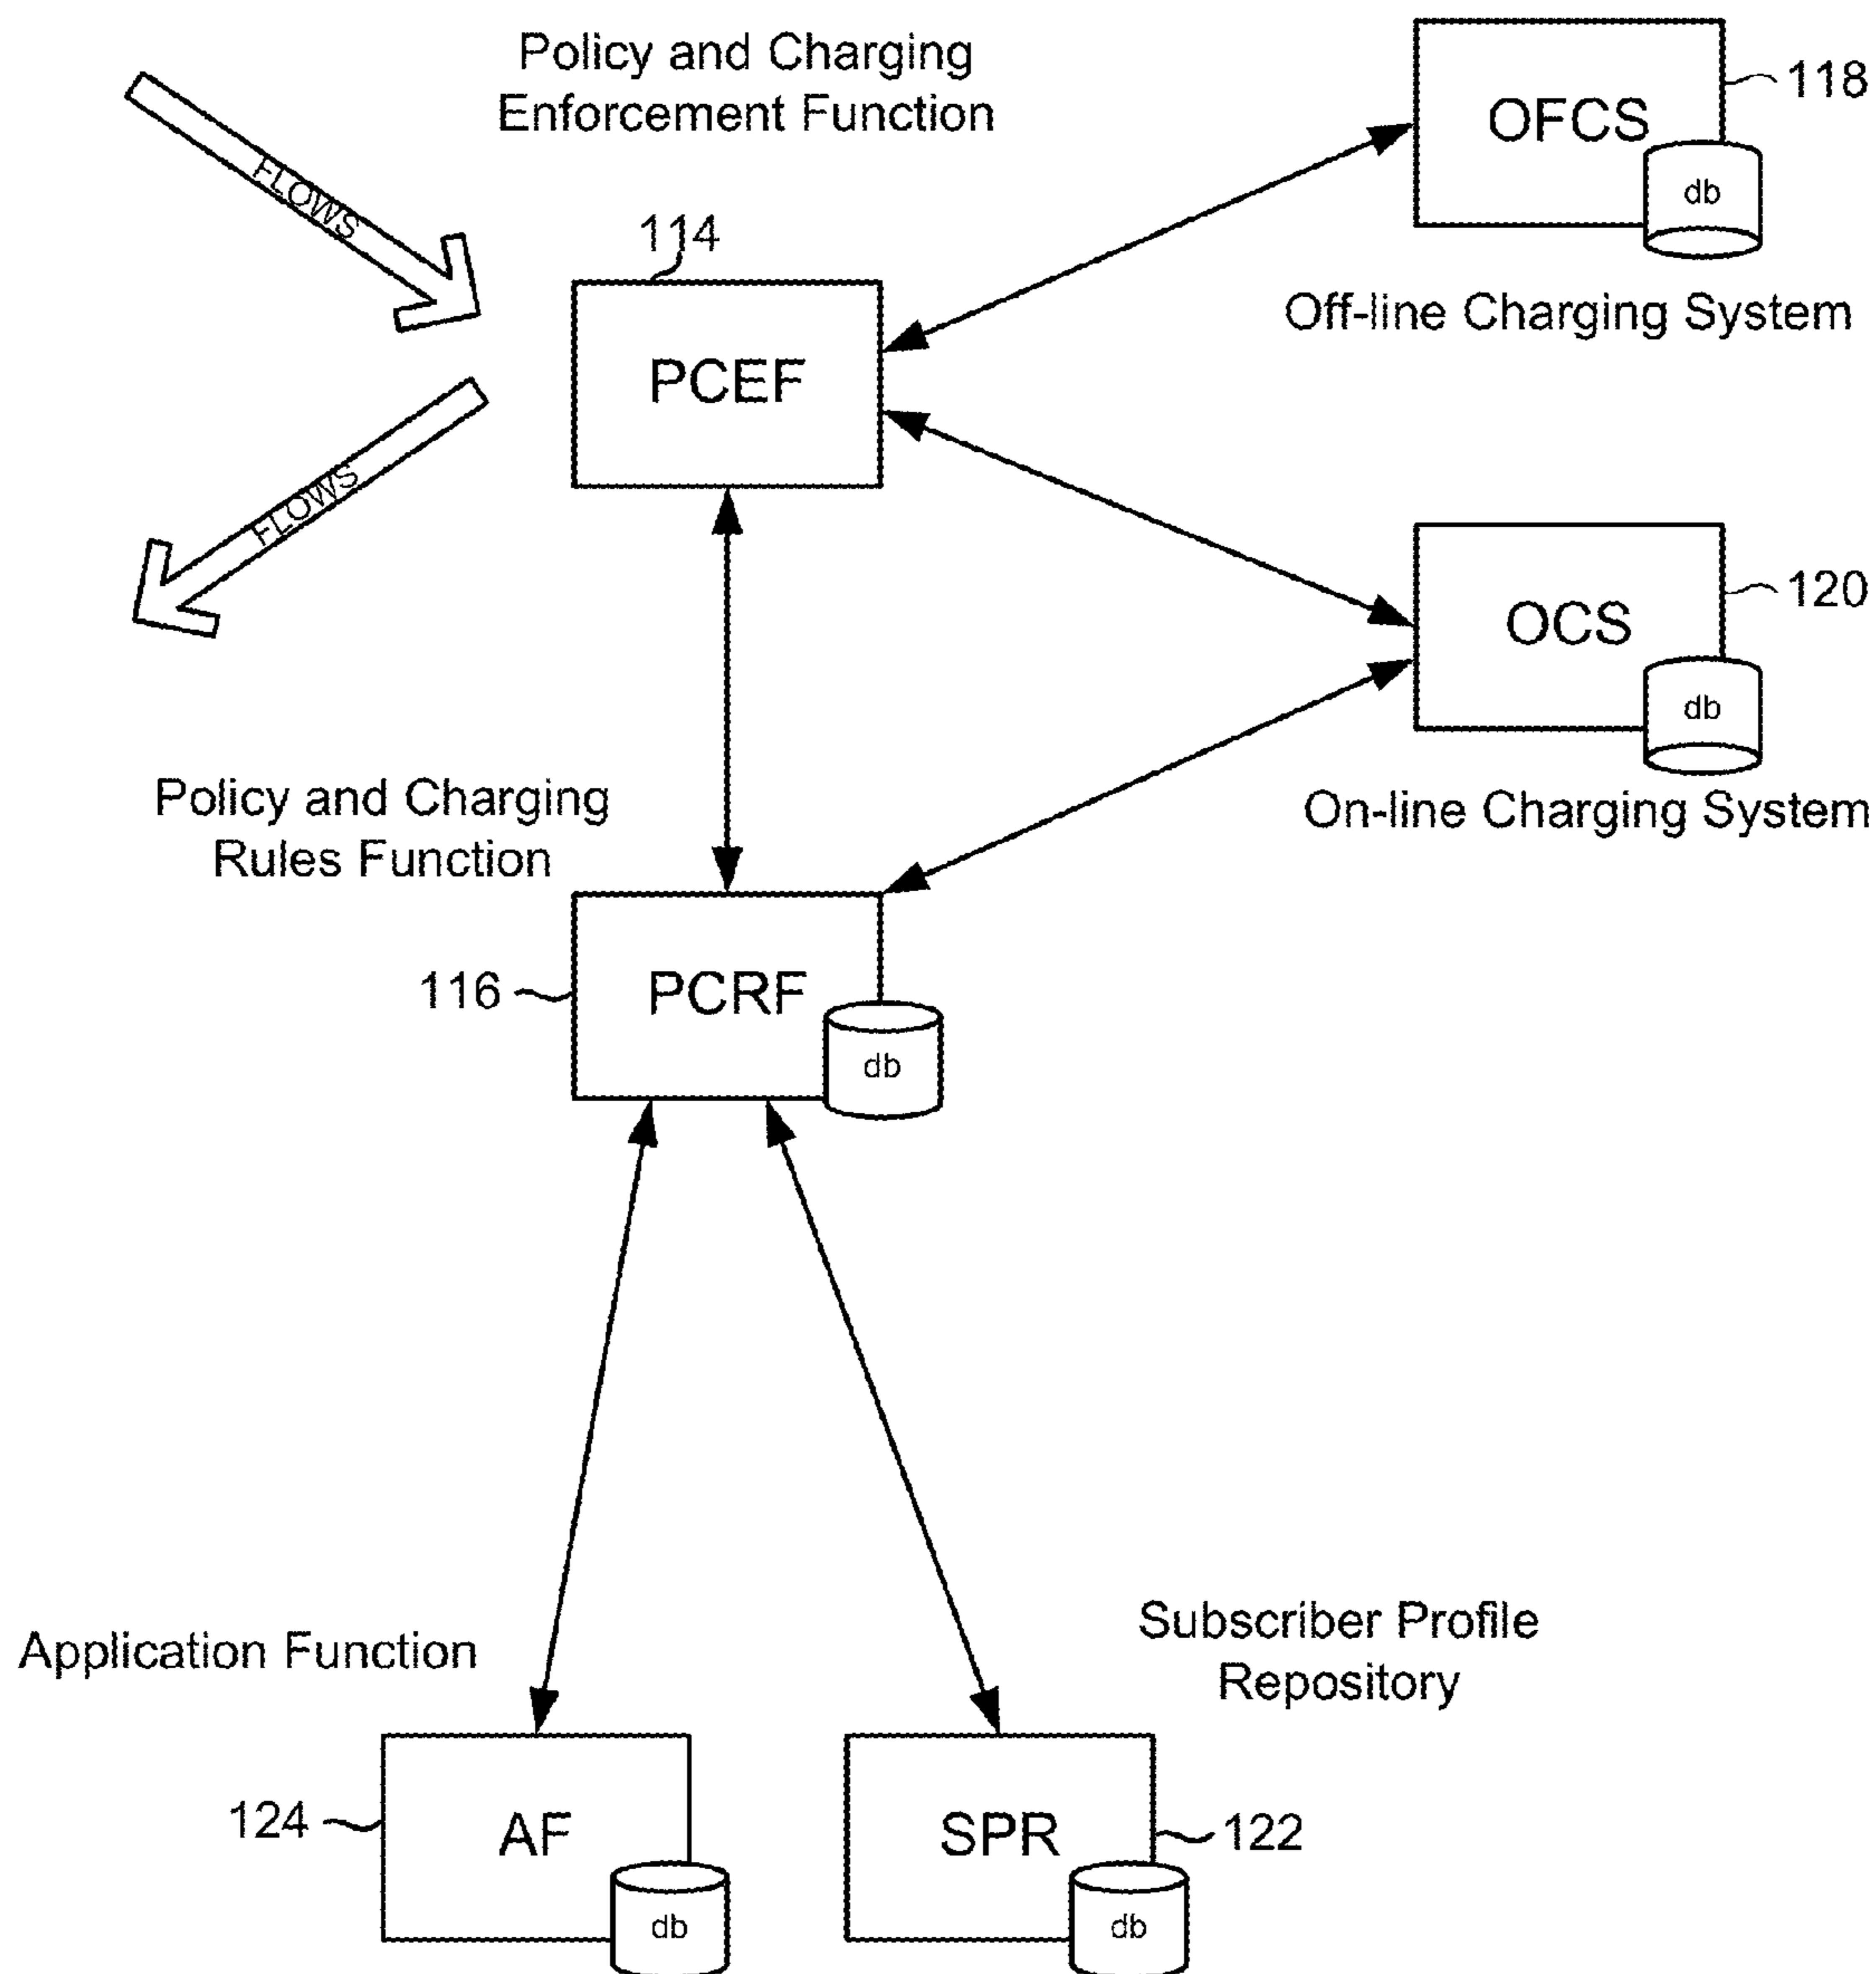 Policy and Charging
Enforcement Function
FLOWS
114
PCEF
OFCS
118
db
Off-line Charging System
FLOWS
OCS
120
db
On-line Charging System
Policy and Charging
Rules Function
116
PCRF
db
Application Function
Subscriber Profile
Repository
124
AF
db
SPR
122
db